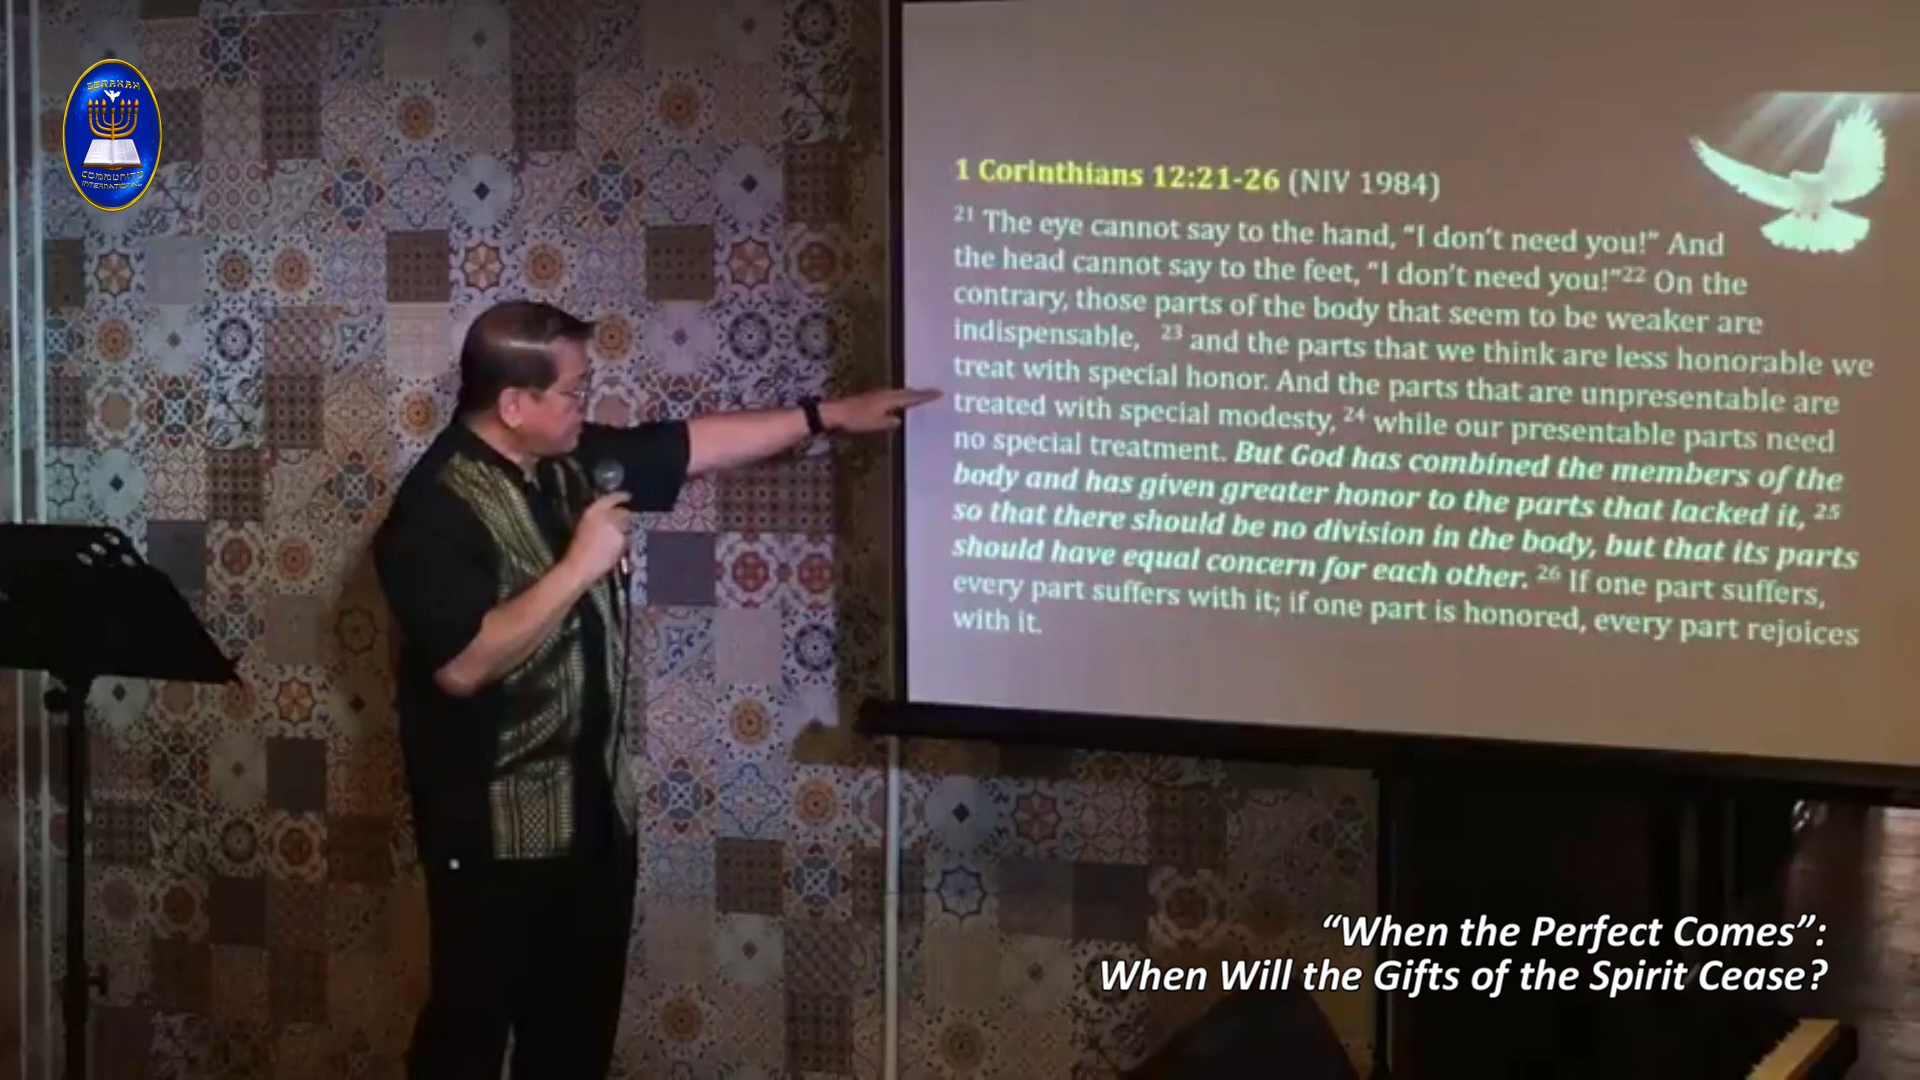 BERAKAH
COMMUNITY
INTERNATIONAL
1 Corinthians 12:21-26 (NIV 1984)
21 The eye cannot say to the hand, “I don’t need you!” And
the head cannot say to the feet, “I don’t need you!”22 On the
contrary, those parts of the body that seem to be weaker are
indispensable, 23 and the parts that we think are less honorable we
treat with special honor. And the parts that are unpresentable are
treated with special modesty, 24 while our presentable parts need
no special treatment. But God has combined the members of the
body and has given greater honor to the parts that lacked it, 25
so that there should be no division in the body, but that its parts
should have equal concern for each other. 26 If one part suffers,
every part suffers with it; if one part is honored, every part rejoices
with it.
“When the Perfect Comes”:
When Will the Gifts of the Spirit Cease?